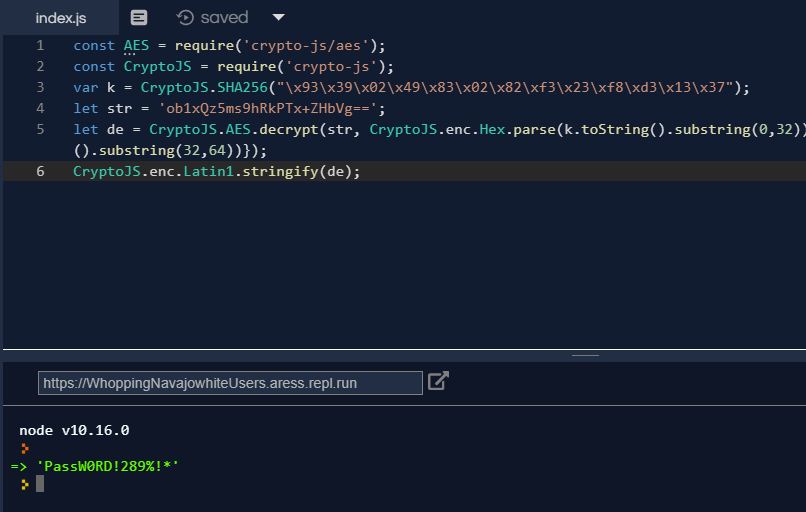 index.js saved
1 const AES = require('crypto-js/aes');
2 const CryptoJS = require('crypto-js');
3 var k = CryptoJS.SHA256("\x93\x39\x02\x49\x83\x02\x82\xf3\x23\xf8\xd3\x13\x37");
4 let str = 'ob1xQz5ms9hRkPTx+ZHbVg==';
5 let de = CryptoJS.AES.decrypt(str, CryptoJS.enc.Hex.parse(k.toString().substring(0,32))
().substring(32,64))});
6 CryptoJS.enc.Latin1.stringify(de);
https://WhoppingNavajowhiteUsers.aress.repl.run
node v10.16.0
=> 'PassW0RD!289%!*'